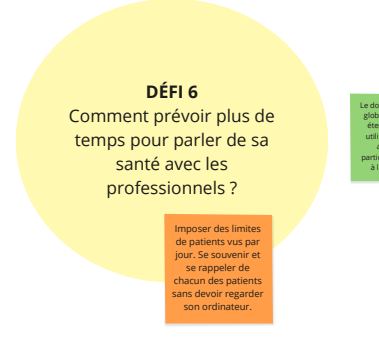 DÉFI 6
Comment prévoir plus de
temps pour parler de sa
santé avec les
professionnels ?
Imposer des limites
de patients vus par
jour. Se souvenir et
se rappeler de
chacun des patients
sans devoir regarder
son ordinateur.
Le